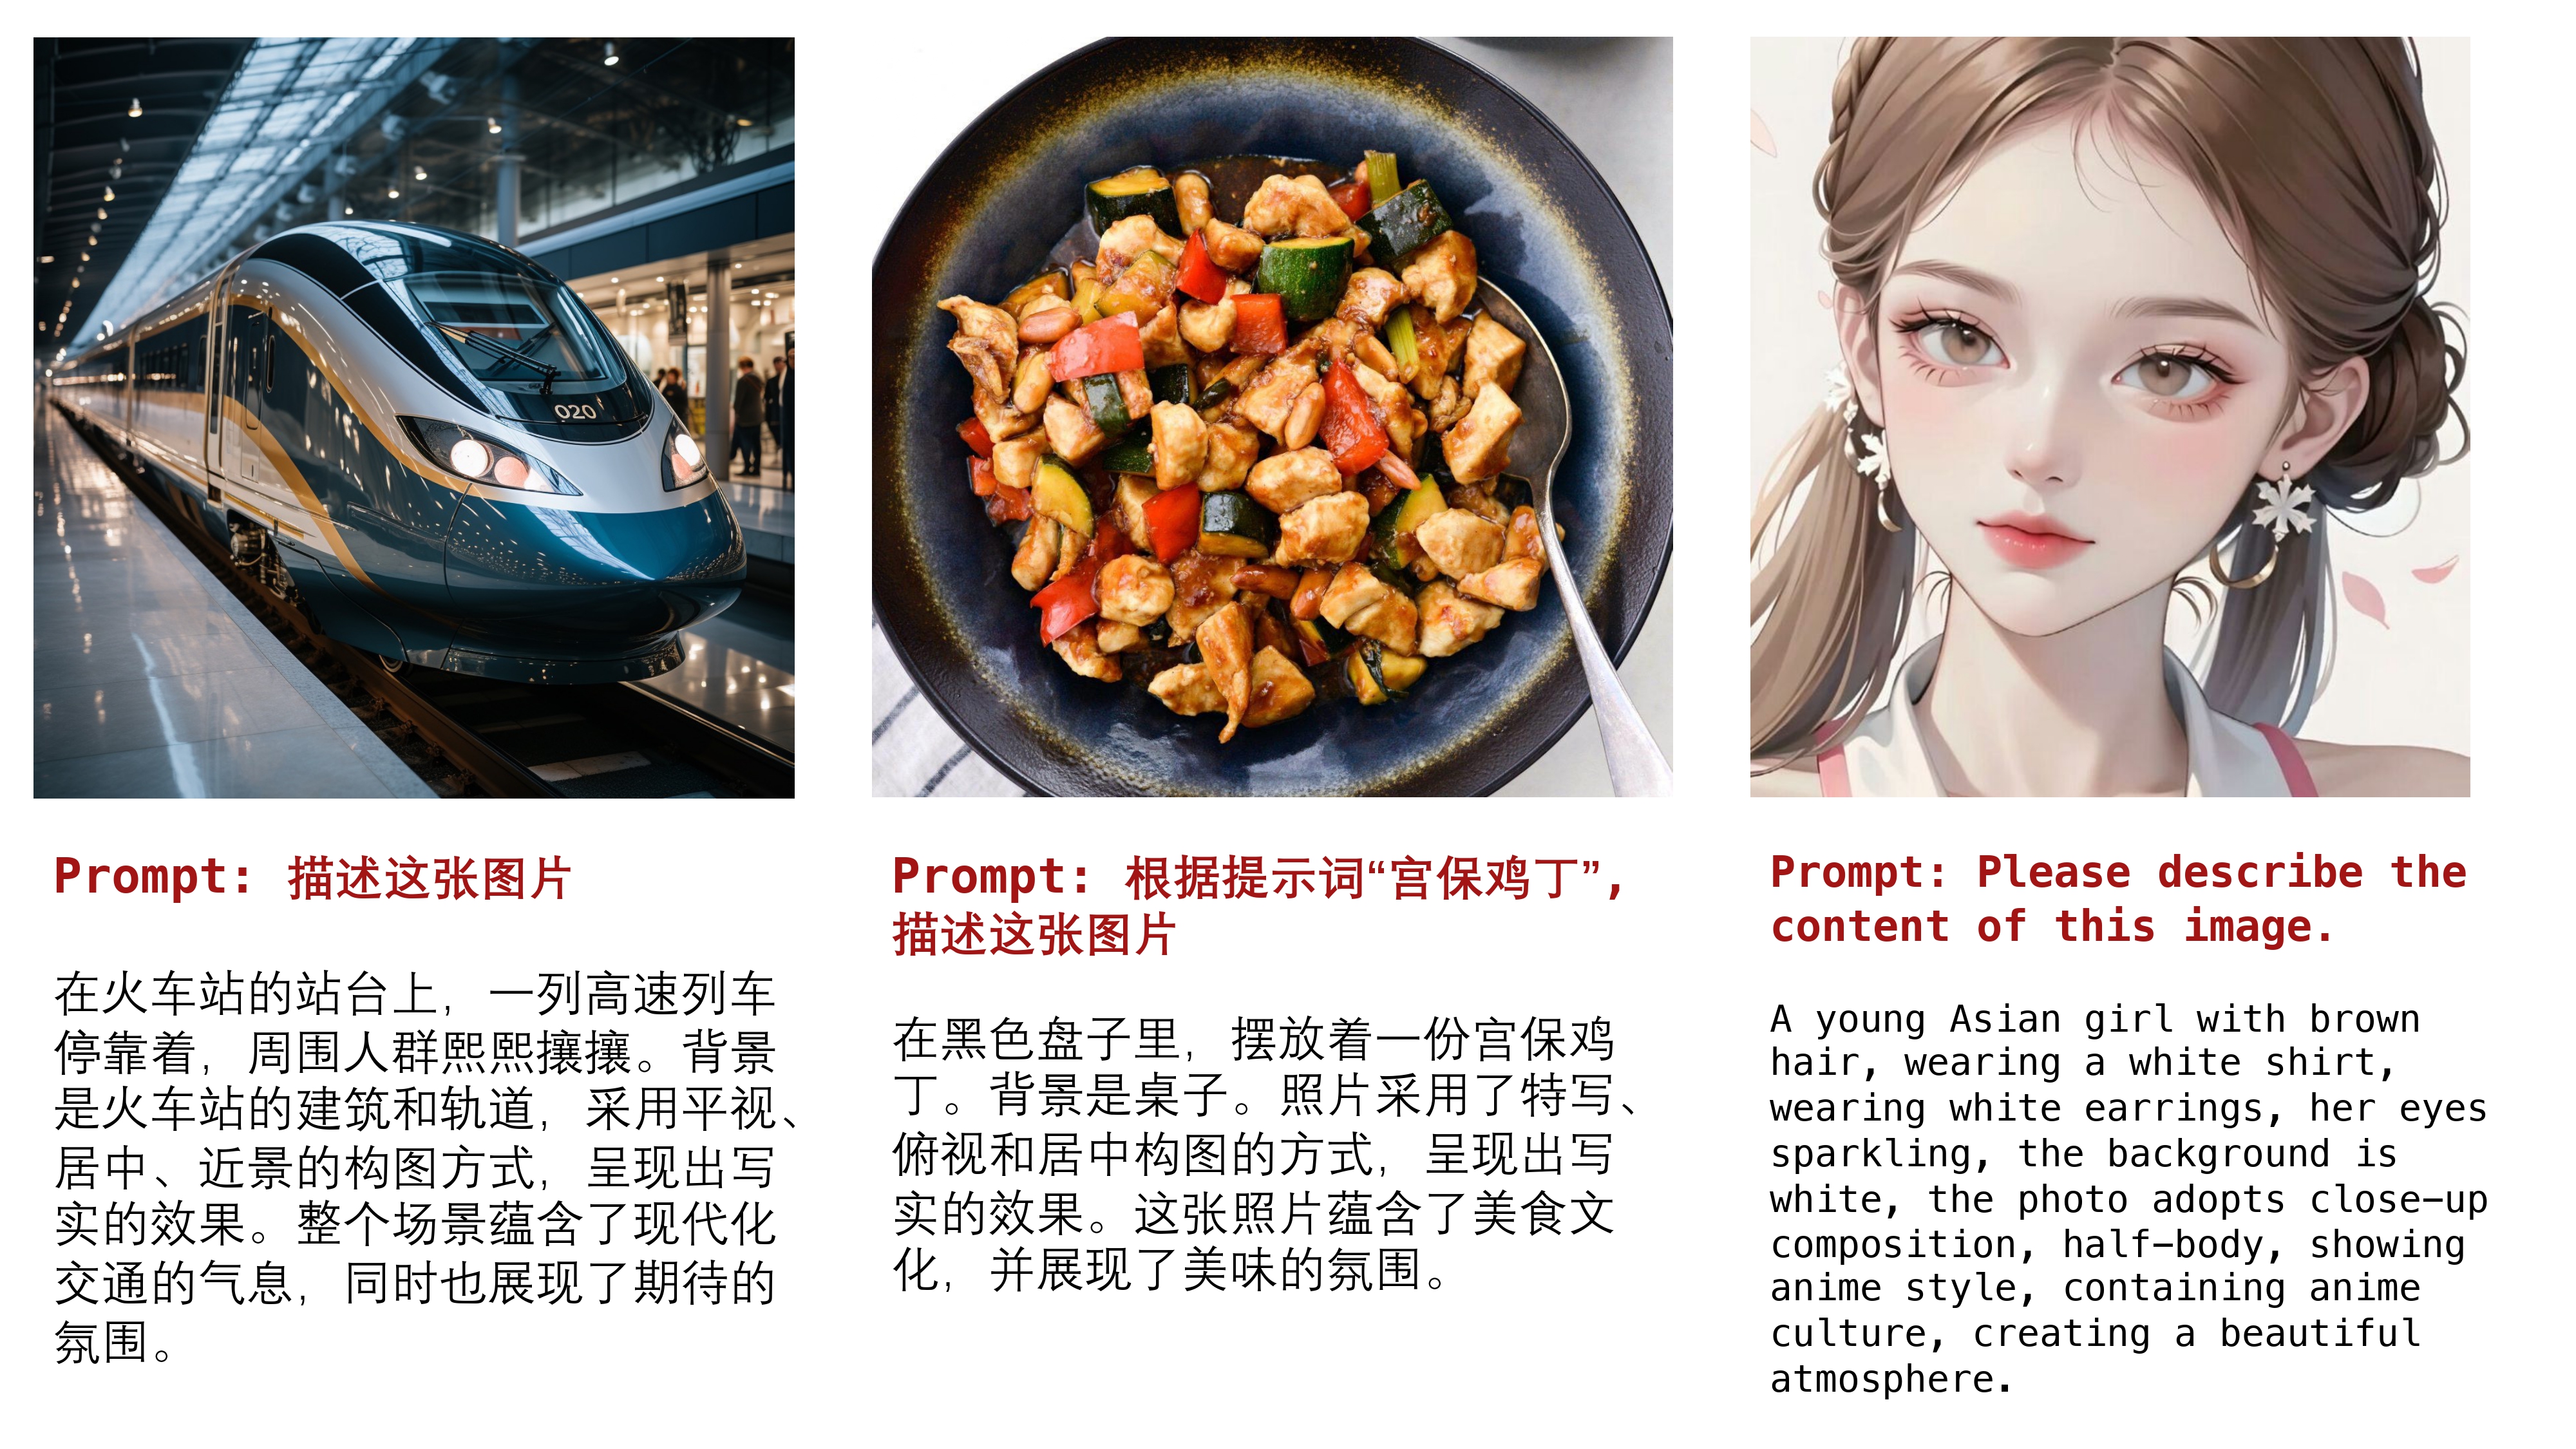 020
Prompt: 描述这张图片
在火车站的站台上，一列高速列车
停靠着，周围人群熙熙攘攘。背景
是火车站的建筑和轨道，采用平视、
居中、近景的构图方式，呈现出写
实的效果。整个场景蕴含了现代化
交通的气息，同时也展现了期待的
氛围。
Prompt: 根据提示词“宫保鸡丁”,
描述这张图片
在黑色盘子里，摆放着一份宫保鸡
丁。背景是桌子。照片采用了特写、
俯视和居中构图的方式，呈现出写
实的效果。这张照片蕴含了美食文
化，并展现了美味的氛围。
Prompt: Please describe the
content of this image.
A young Asian girl with brown
hair, wearing a white shirt,
wearing white earrings, her eyes
sparkling, the background is
white, the photo adopts close-up
composition, half-body, showing
anime style, containing anime
culture, creating a beautiful
atmosphere.